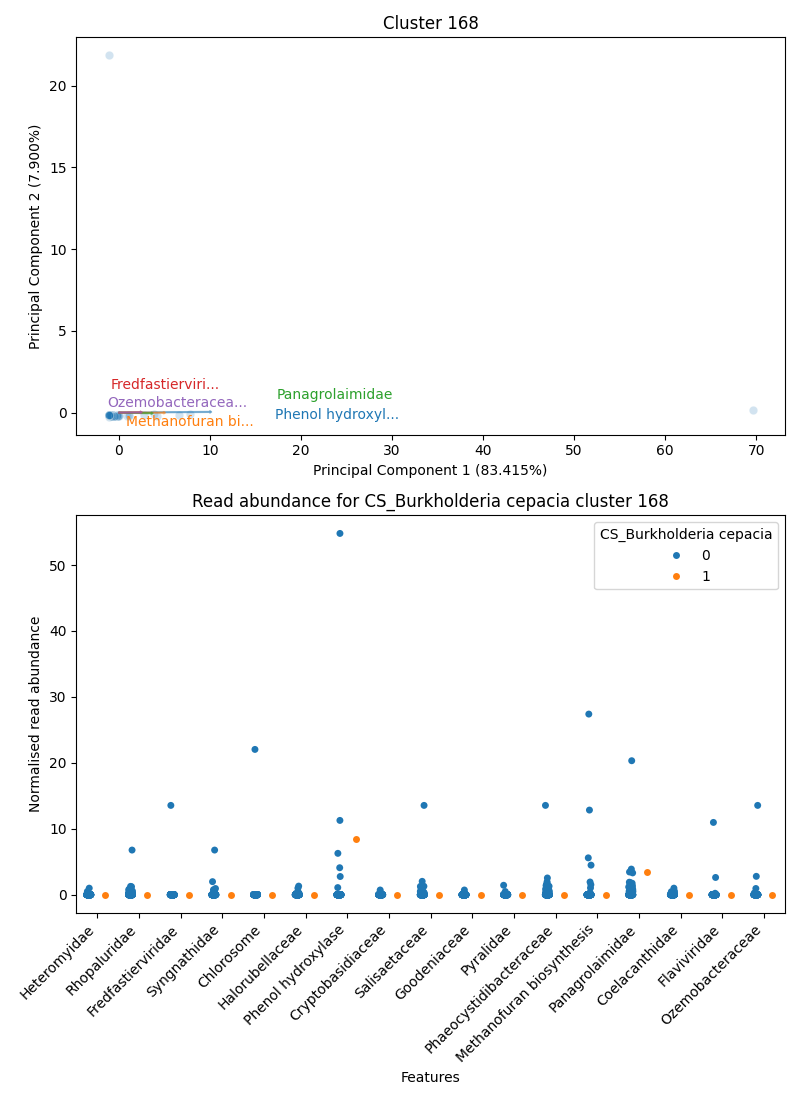 Cluster 168
Principal Component 2 (7.900%)
20
15
10
5
0
Fredfastierviri...
Ozemobacteracea...
Methanofuran bi...
Panagrolaimidae
Phenol hydroxyl...
0 10 20 30 40 50 60 70
Principal Component 1 (83.415%)
Read abundance for CS_Burkholderia cepacia cluster 168
Normalised read abundance
50
40
30
20
10
0
CS_Burkholderia cepacia
0
1
Heteromyidae
Rhopaluridae
Fredfastierviridae
Syngnathidae
Chlorosome
Halorubellaceae
Phenol hydroxylase
Cryptobasidiaceae
Salisaetaceae
Goodeniaceae
Pyralidae
Phaeocystidibacteraceae
Methanofuran biosynthesis
Panagrolaimidae
Coelacanthidae
Flaviviridae
Ozemobacteraceae
Features